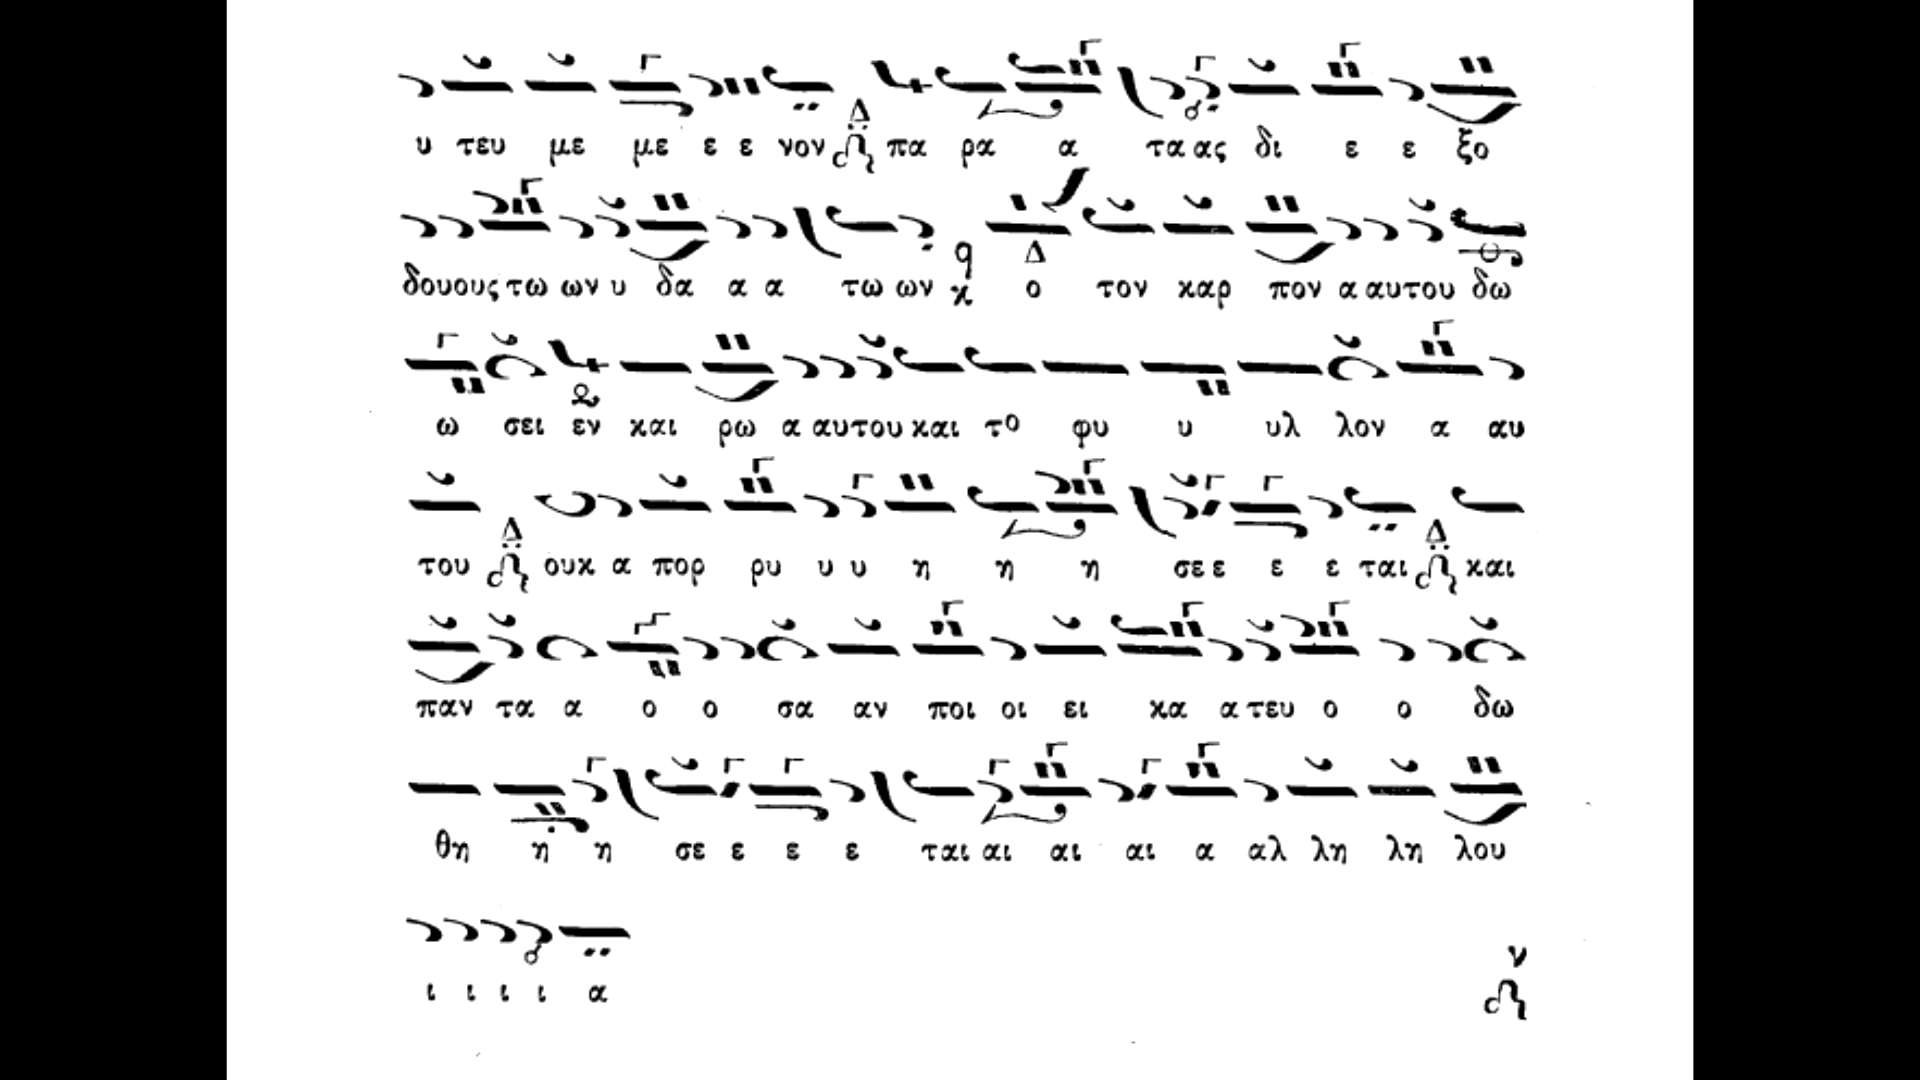 υ τευ με με ε ε νον Δ πα ρα α τα ας δι ε ε ξο
δου ους τω ων υ δα α α τω ων q ϰ Δ ο τον καρ πον α αυτου δω
ω σει εν και ρω α αυτου και το φυ υ υλ λον α αυ
του Δ ουκ α πορ ρυ υ υ η η η σε ε ε ε ται Δ και
παν τα α ο ο σα αν ποι οι ει κα α τευ ο ο δω
θη η η σε ε ε ε ται αι αι αι α αλ λη λη λου
ι ι ι ι α ν